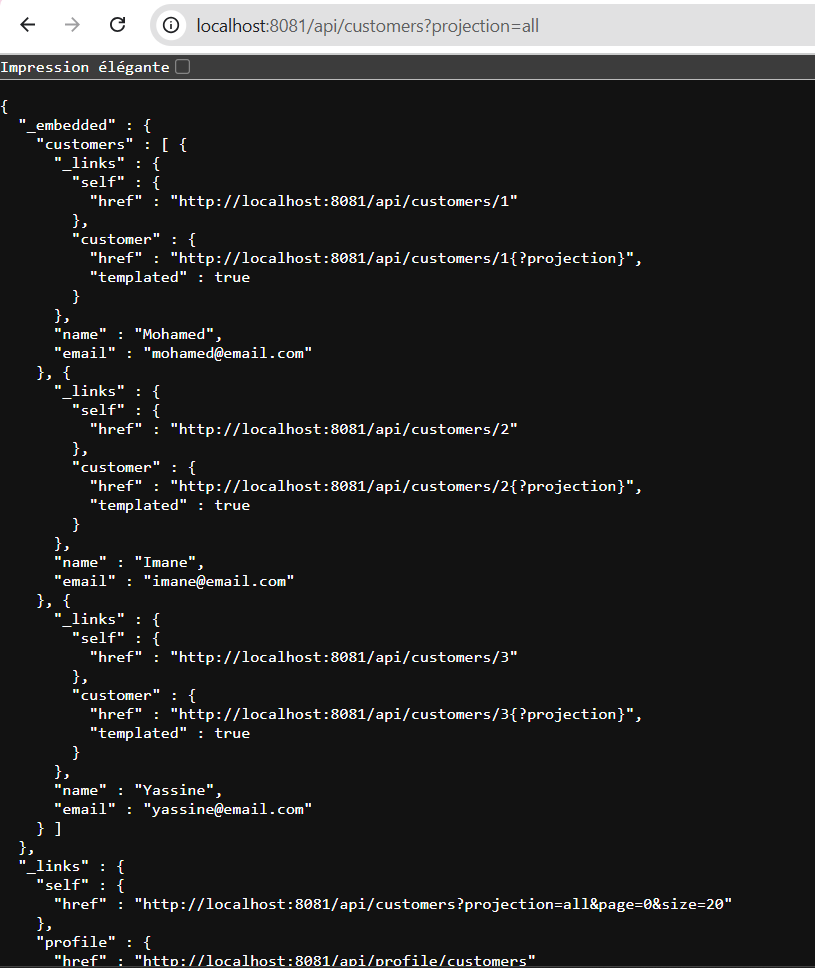 localhost:8081/api/customers?projection=all
Impression élégante
{
  "_embedded" : {
    "customers" : [ {
      "_links" : {
        "self" : {
          "href" : "http://localhost:8081/api/customers/1"
        },
        "customer" : {
          "href" : "http://localhost:8081/api/customers/1{?projection}",
          "templated" : true
        }
      },
      "name" : "Mohamed",
      "email" : "mohamed@email.com"
    }, {
      "_links" : {
        "self" : {
          "href" : "http://localhost:8081/api/customers/2"
        },
        "customer" : {
          "href" : "http://localhost:8081/api/customers/2{?projection}",
          "templated" : true
        }
      },
      "name" : "Imane",
      "email" : "imane@email.com"
    }, {
      "_links" : {
        "self" : {
          "href" : "http://localhost:8081/api/customers/3"
        },
        "customer" : {
          "href" : "http://localhost:8081/api/customers/3{?projection}",
          "templated" : true
        }
      },
      "name" : "Yassine",
      "email" : "yassine@email.com"
    } ]
  },
  "_links" : {
    "self" : {
      "href" : "http://localhost:8081/api/customers?projection=all&page=0&size=20"
    },
    "profile" : {
      "href" : "http://localhost:8081/api/profile/customers"